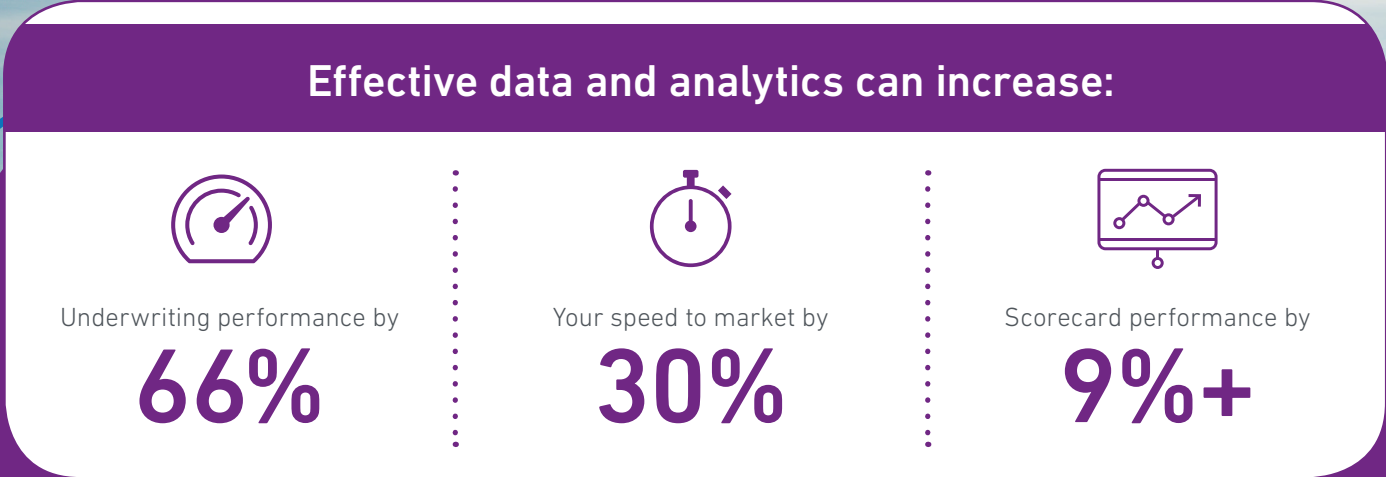 Effective data and analytics can increase:
Underwriting performance by
66%
Your speed to market by
30%
Scorecard performance by
9%+